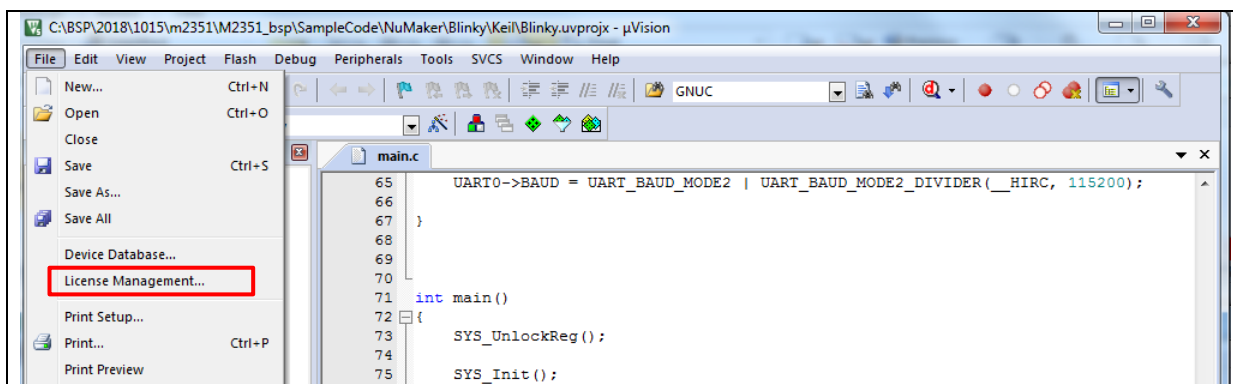 C:\BSP\2018\1015\m2351\M2351_bsp\SampleCode\NuMaker\Blinky\Keil\Blinky.uvprojx - µVision
File Edit View Project Flash Debug Peripherals Tools SVCS Window Help
New... Ctrl+N
GNUC
Open Ctrl+O
Close
Save Ctrl+S
Save As...
Save All
Device Database...
License Management...
Print Setup...
Print... Ctrl+P
Print Preview
main.c
65 UART0->BAUD = UART_BAUD_MODE2 | UART_BAUD_MODE2_DIVIDER(__HIRC, 115200);
66
67 }
68
69
70
71 int main()
72 {
73 SYS_UnlockReg();
74
75 SYS_Init();